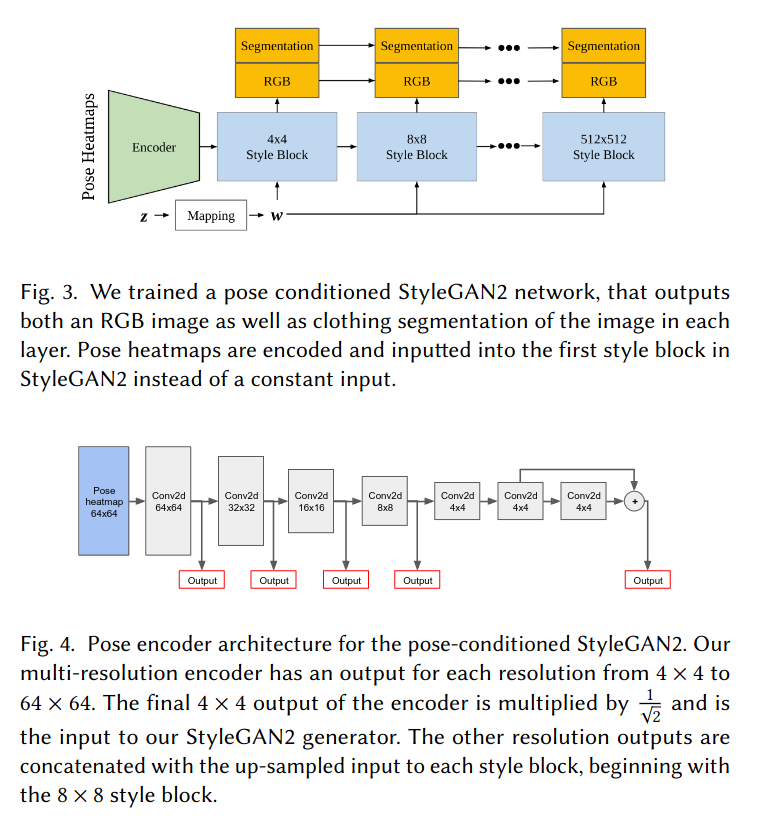 Segmentation Segmentation Segmentation
RGB RGB RGB
Pose Heatmaps
Encoder
4x4
Style Block
8x8
Style Block
512x512
Style Block
z Mapping w
Fig. 3. We trained a pose conditioned StyleGAN2 network, that outputs
both an RGB image as well as clothing segmentation of the image in each
layer. Pose heatmaps are encoded and inputted into the first style block in
StyleGAN2 instead of a constant input.
Pose
heatmap
64x64
Conv2d
64x64
Conv2d
32x32
Conv2d
16x16
Conv2d
8x8
Conv2d
4x4
Conv2d
4x4
Conv2d
4x4
+
Output Output Output Output Output
Fig. 4. Pose encoder architecture for the pose-conditioned StyleGAN2. Our
multi-resolution encoder has an output for each resolution from 4 × 4 to
64 × 64. The final 4 × 4 output of the encoder is multiplied by 1/√2 and is
the input to our StyleGAN2 generator. The other resolution outputs are
concatenated with the up-sampled input to each style block, beginning with
the 8 × 8 style block.